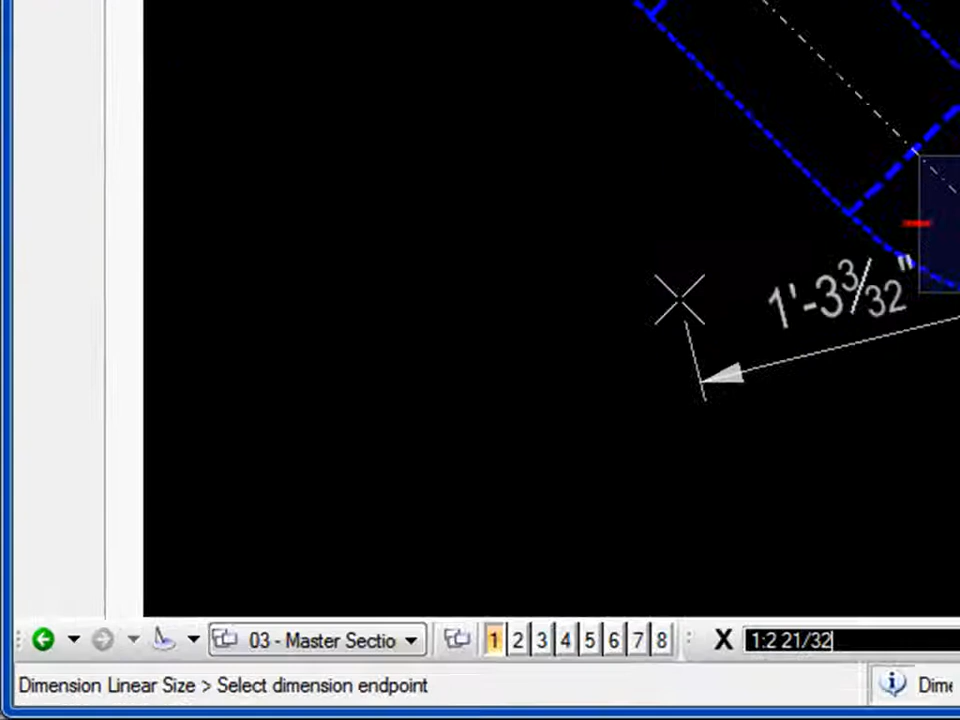 1'-3 3/32"
03 - Master Sectio
1 2 3 4 5 6 7 8
X 1:2 21/32
Dimension Linear Size > Select dimension endpoint
Dime